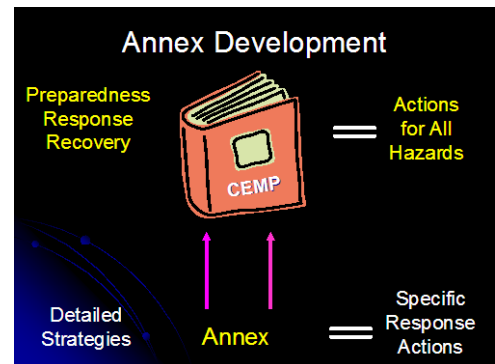 Annex Development
Preparedness
Response
Recovery
CEMP
=
Actions
for All
Hazards
Detailed
Strategies
Annex
=
Specific
Response
Actions